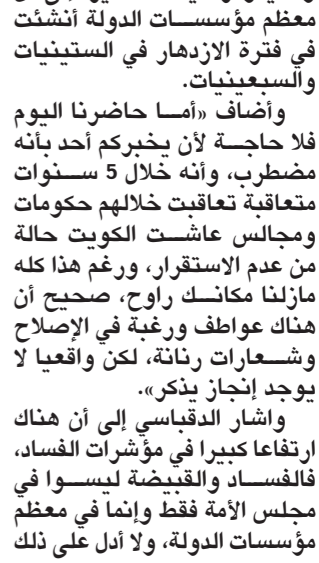 معظم مؤسسات الدولة أنشئت
في فترة الازدهار في الستينيات
والسبعينيات.
وأضاف «أما حاضرنا اليوم
فلا حاجة لأن يخبركم أحد بأنه
مضطرب، وأنه خلال 5 سنوات
متعاقبة تعاقبت خلالهم حكومات
ومجالس عاشت الكويت حالة
من عدم الاستقرار، ورغم هذا كله
مازلنا مكانك راوح، صحيح أن
هناك عواطف ورغبة في الإصلاح
وشعارات رنانة، لكن واقعيا لا
يوجد إنجاز يذكر».
واشار الدقباسي إلى أن هناك
ارتفاعا كبيرا في مؤشرات الفساد،
فالفساد والقبيضة ليسوا في
مجلس الأمة فقط وإنما في معظم
مؤسسات الدولة، ولا أدل على ذلك